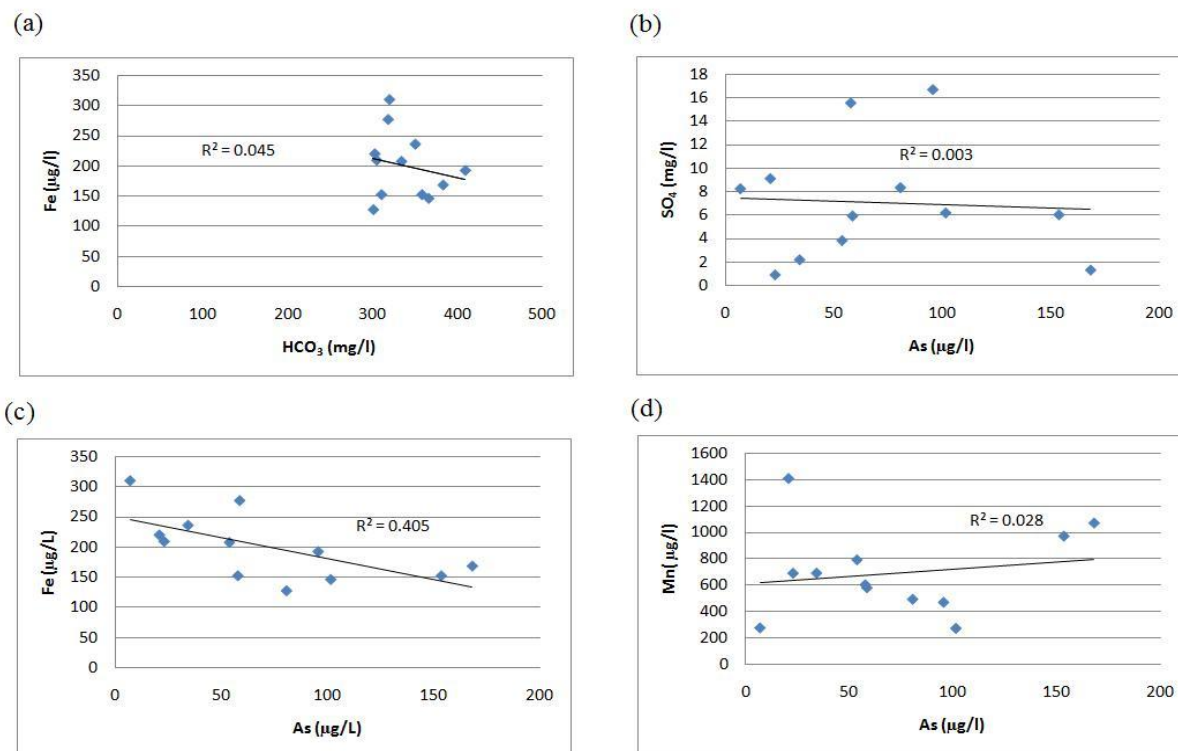 (a)
350
300
250
200
150
100
50
0
Fe (µg/l)
R² = 0.045
0 100 200 300 400 500
HCO₃ (mg/l)
(b)
18
16
14
12
10
8
6
4
2
0
SO₄ (mg/l)
R² = 0.003
0 50 100 150 200
As (µg/l)
(c)
350
300
250
200
150
100
50
0
Fe (µg/L)
R² = 0.405
0 50 100 150 200
As (µg/L)
(d)
1600
1400
1200
1000
800
600
400
200
0
Mn( µg/l)
R² = 0.028
0 50 100 150 200
As (µg/l)